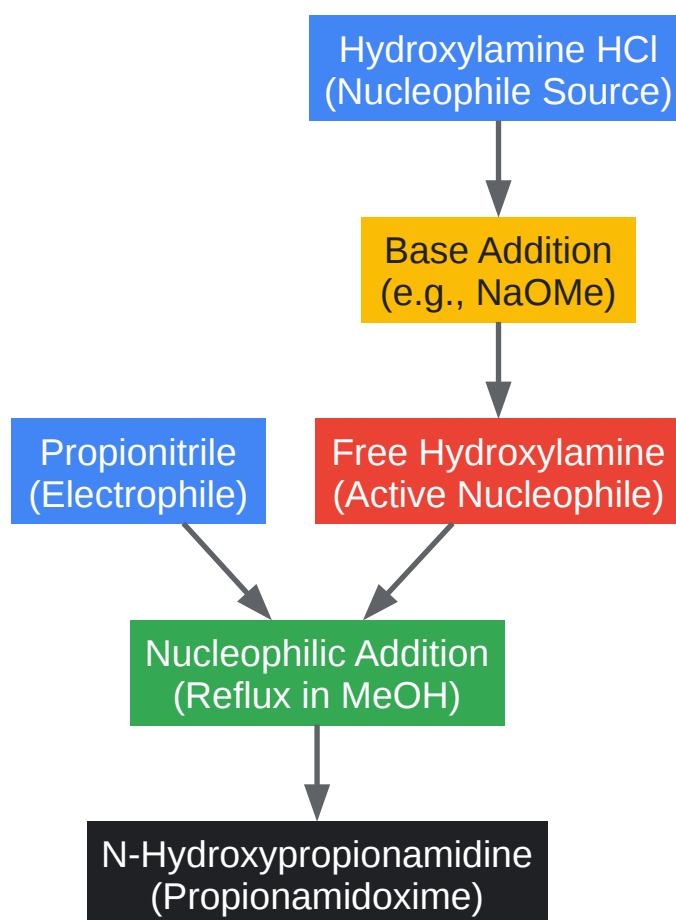 Hydroxylamine HCl
(Nucleophile Source)
Base Addition
(e.g., NaOMe)
Propionitrile
(Electrophile)
Free Hydroxylamine
(Active Nucleophile)
Nucleophilic Addition
(Reflux in MeOH)
N-Hydroxypropionamidine
(Propionamidoxime)